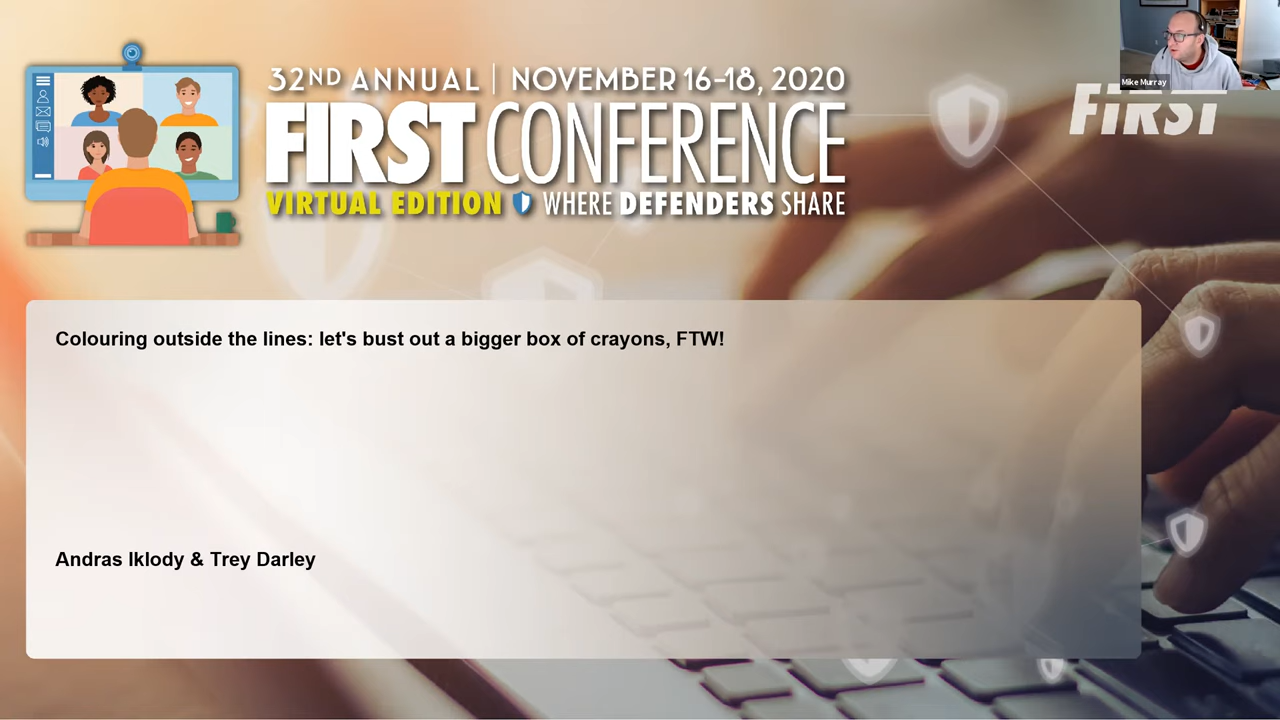 32ND ANNUAL | NOVEMBER 16-18, 2020
FIRST CONFERENCE
VIRTUAL EDITION WHERE DEFENDERS SHARE
Mike Murray
FIRST
Colouring outside the lines: let's bust out a bigger box of crayons, FTW!
Andras Iklody & Trey Darley